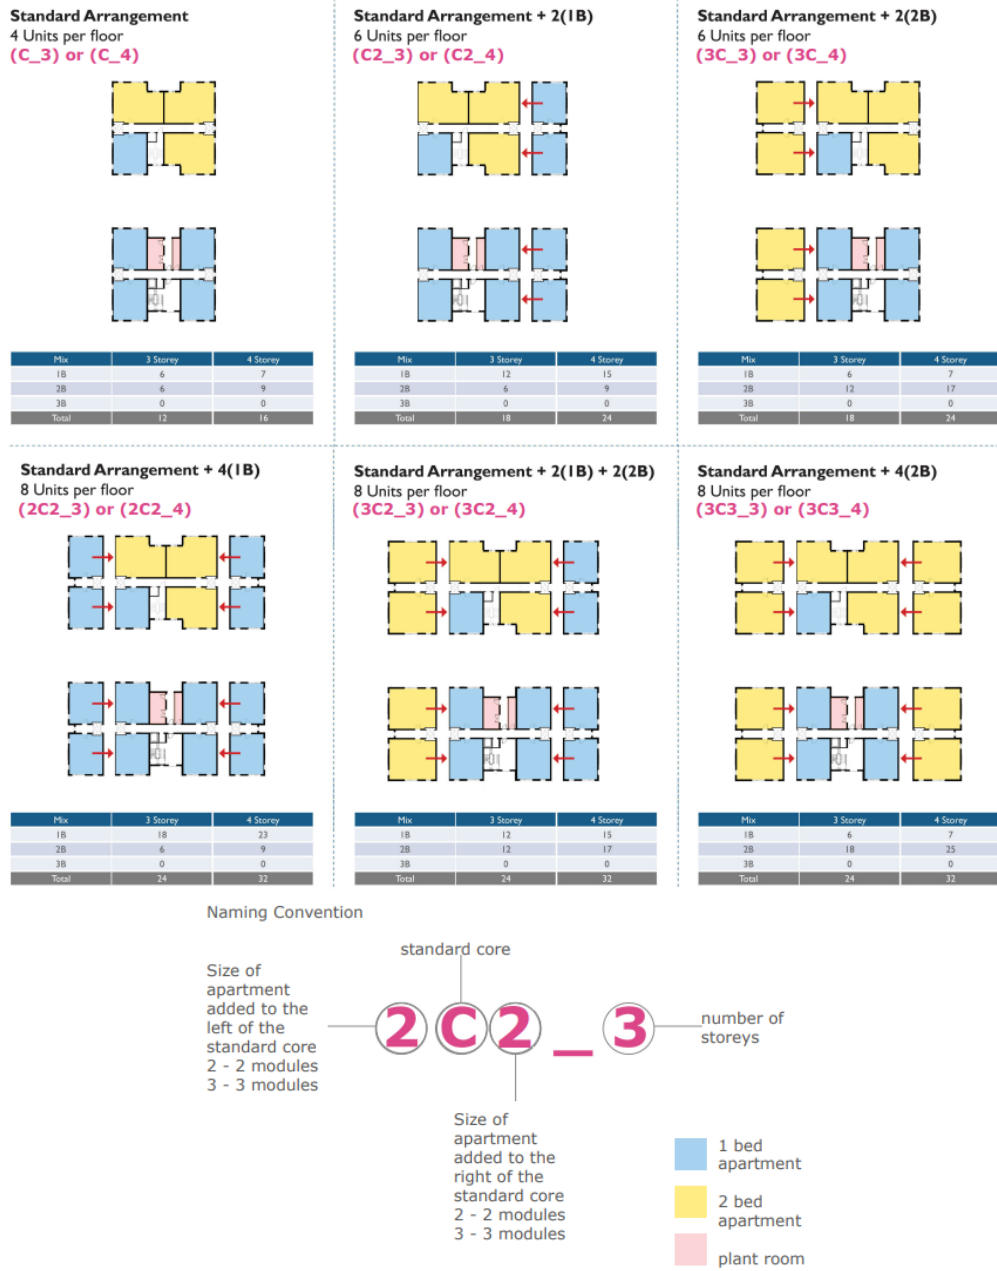 Standard Arrangement
4 Units per floor
(C_3) or (C_4)
Mix 3 Storey 4 Storey
1B 6 7
2B 6 9
3B 0 0
Total 12 16
Standard Arrangement + 2(1B)
6 Units per floor
(C2_3) or (C2_4)
Mix 3 Storey 4 Storey
1B 12 15
2B 6 9
3B 0 0
Total 18 24
Standard Arrangement + 2(2B)
6 Units per floor
(3C_3) or (3C_4)
Mix 3 Storey 4 Storey
1B 6 7
2B 12 17
3B 0 0
Total 18 24
Standard Arrangement + 4(1B)
8 Units per floor
(2C2_3) or (2C2_4)
Mix 3 Storey 4 Storey
1B 18 23
2B 6 9
3B 0 0
Total 24 32
Standard Arrangement + 2(1B) + 2(2B)
8 Units per floor
(3C2_3) or (3C2_4)
Mix 3 Storey 4 Storey
1B 12 15
2B 12 17
3B 0 0
Total 24 32
Standard Arrangement + 4(2B)
8 Units per floor
(3C3_3) or (3C3_4)
Mix 3 Storey 4 Storey
1B 6 7
2B 18 25
3B 0 0
Total 24 32
Naming Convention
standard core
Size of
apartment
added to the
left of the
standard core
2 - 2 modules
3 - 3 modules
2C2_3
number of
storeys
Size of
apartment
added to the
right of the
standard core
2 - 2 modules
3 - 3 modules
1 bed
apartment
2 bed
apartment
plant room